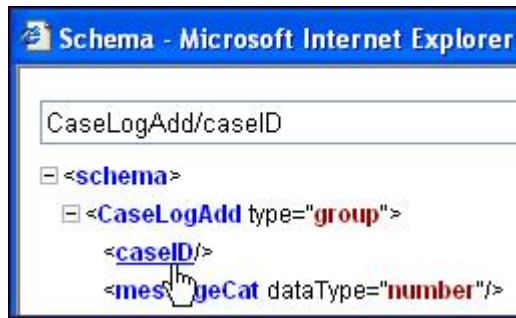 Schema - Microsoft Internet Explorer
CaseLogAdd/caseID
<schema>
<CaseLogAdd type="group">
<caseID/>
dataType="number"/>